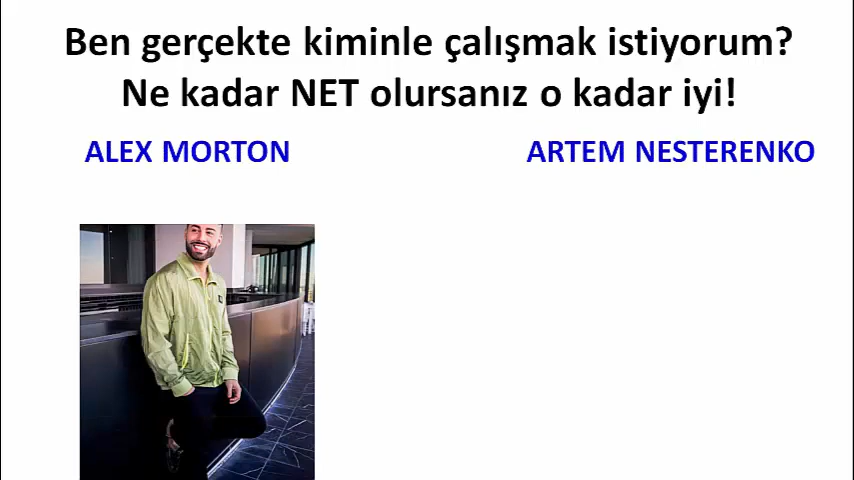 Ben gerçekte kiminle çalışmak istiyorum?
Ne kadar NET olursanız o kadar iyi!
ALEX MORTON
ARTEM NESTERENKO